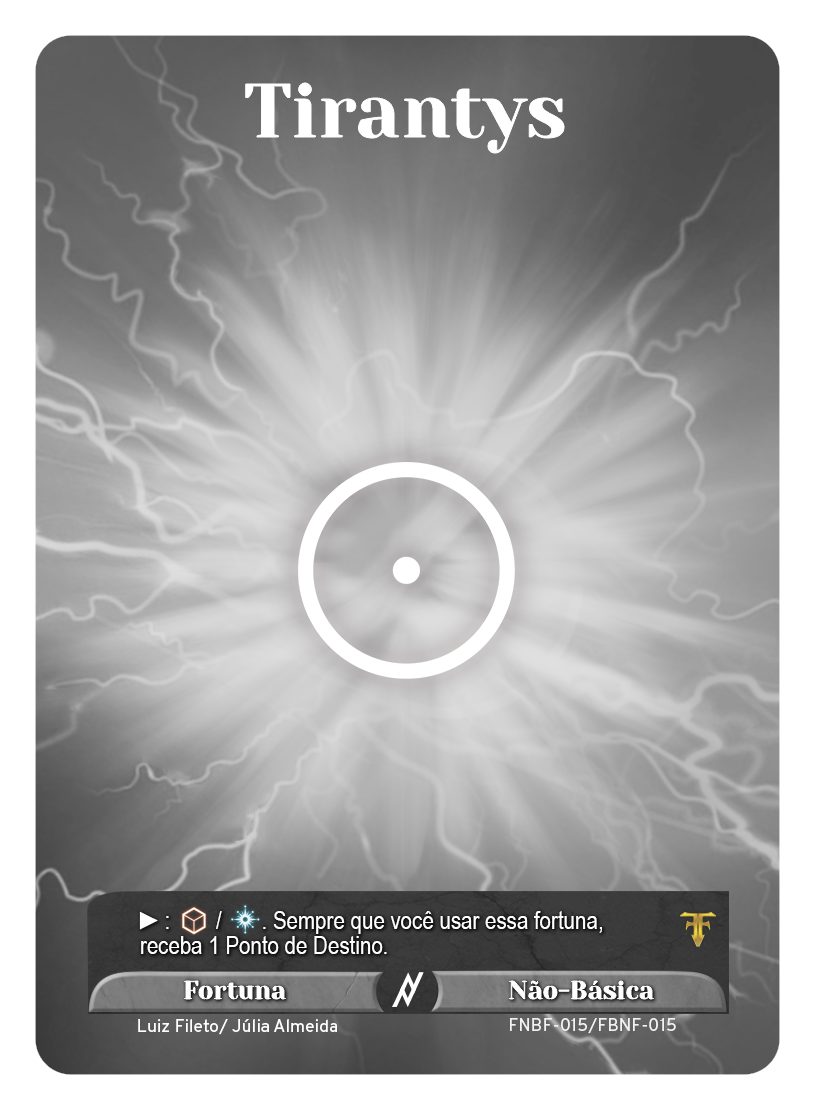 Tirantys
▶ : / . Sempre que você usar essa fortuna,
receba 1 Ponto de Destino.
Fortuna
Não-Básica
Luiz Fileto/ Júlia Almeida
FNBF-015/FBNF-015